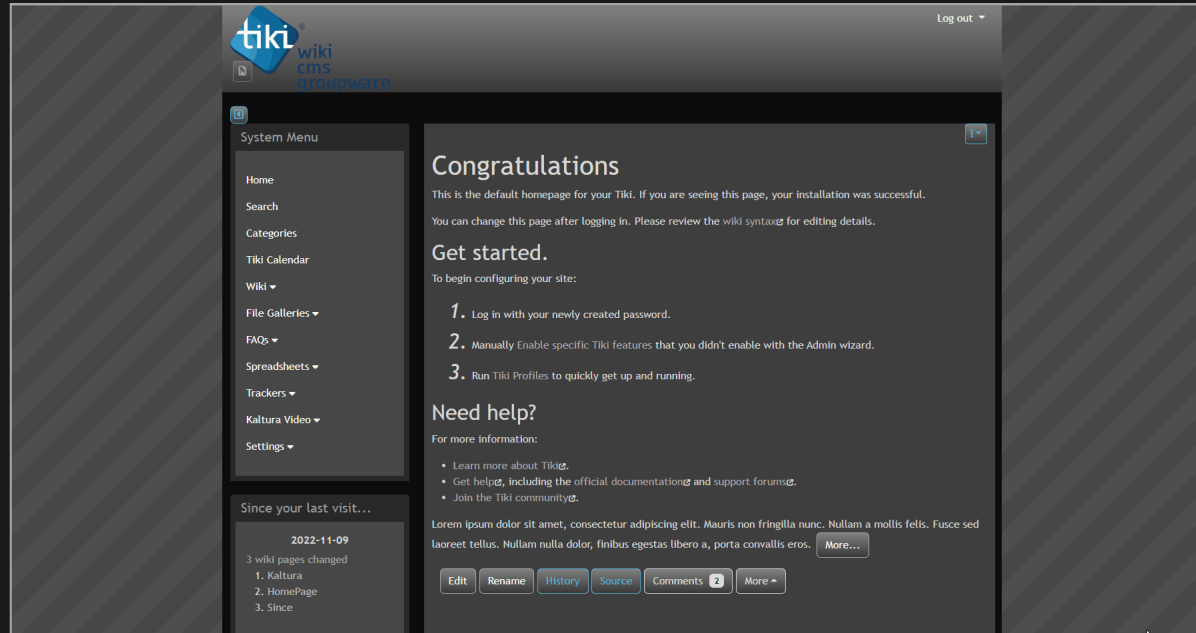 Log out
tiki
wiki
cms
groupware
System Menu
Home
Search
Categories
Tiki Calendar
Wiki
File Galleries
FAQs
Spreadsheets
Trackers
Kaltura Video
Settings
Since your last visit...
2022-11-09
3 wiki pages changed
1. Kaltura
2. HomePage
3. Since
Congratulations
This is the default homepage for your Tiki. If you are seeing this page, your installation was successful.
You can change this page after logging in. Please review the wiki syntax for editing details.
Get started.
To begin configuring your site:
1. Log in with your newly created password.
2. Manually Enable specific Tiki features that you didn't enable with the Admin wizard.
3. Run Tiki Profiles to quickly get up and running.
Need help?
For more information:
• Learn more about Tiki.
• Get help, including the official documentation and support forums.
• Join the Tiki community.
Lorem ipsum dolor sit amet, consectetur adipiscing elit. Mauris non fringilla nunc. Nullam a mollis felis. Fusce sed
laoreet tellus. Nullam nulla dolor, finibus egestas libero a, porta convallis eros. More...
Edit Rename History Source Comments 2 More